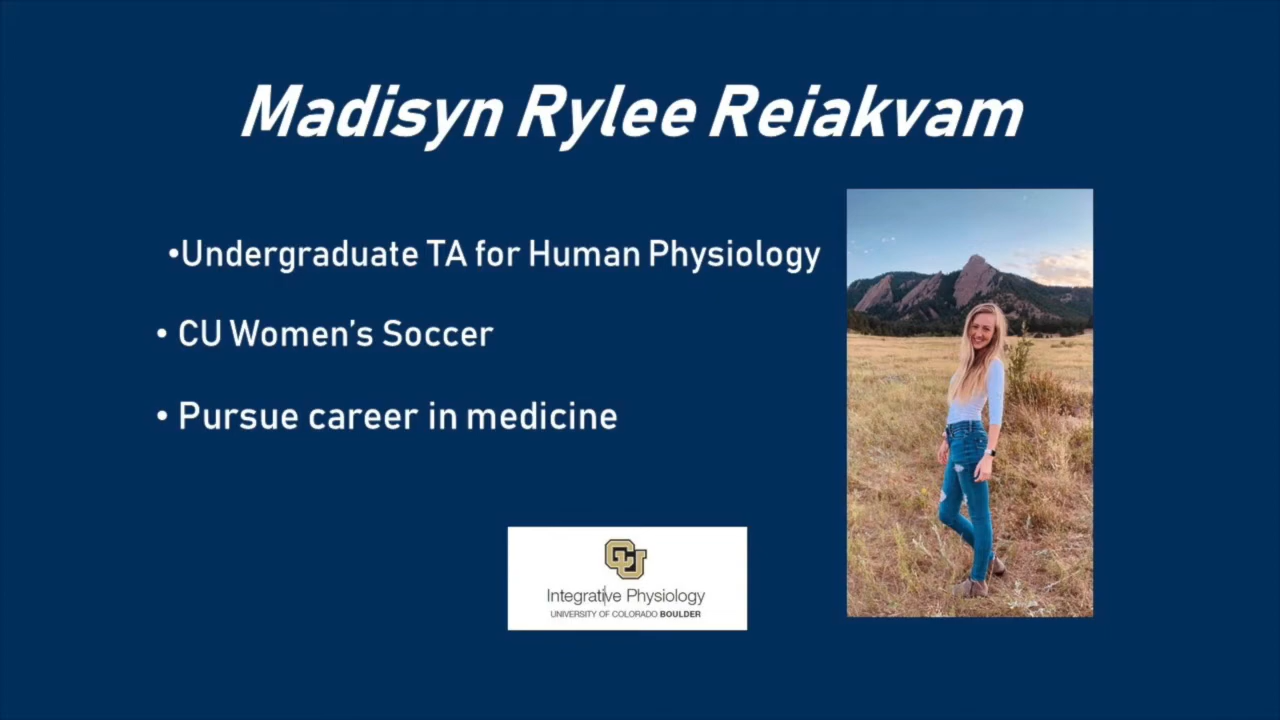 Madisyn Rylee Reiakvam
•Undergraduate TA for Human Physiology
• CU Women's Soccer
• Pursue career in medicine
CU
Integrative Physiology
UNIVERSITY OF COLORADO BOULDER